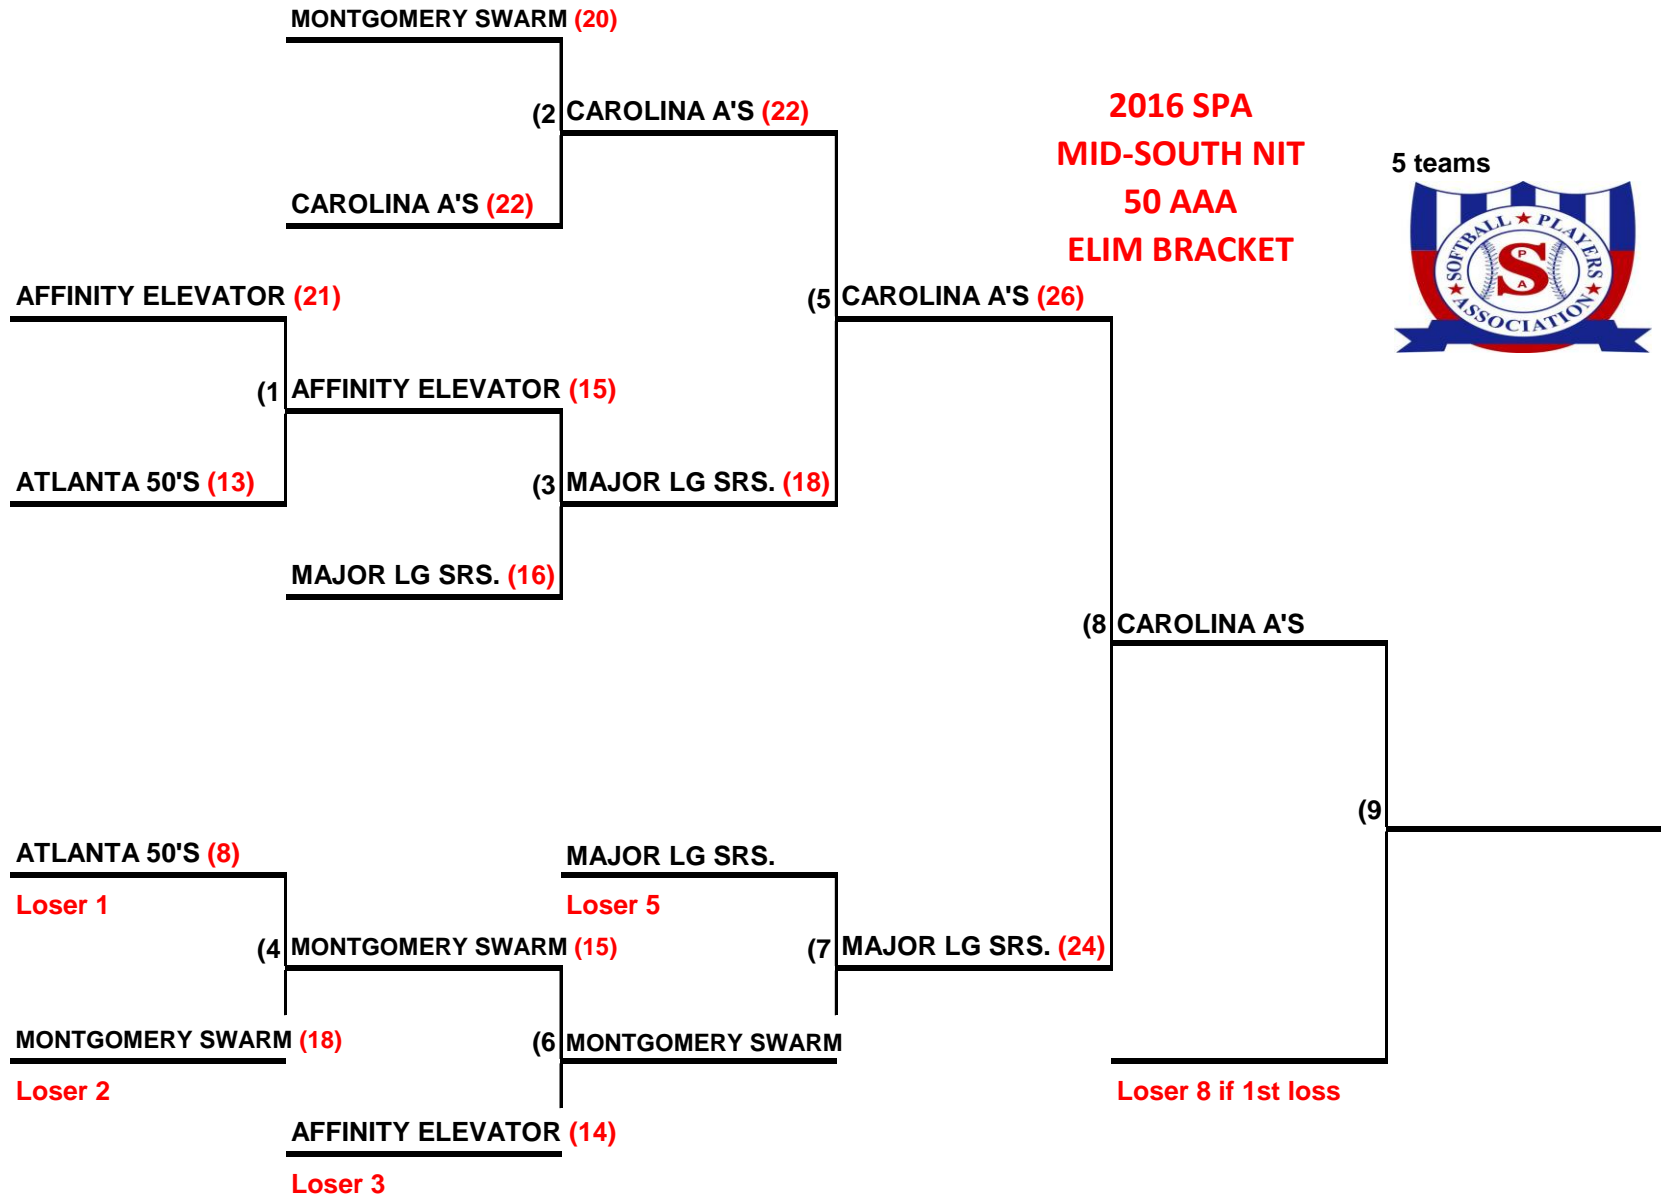 MONTGOMERY SWARM (20)
(2 CAROLINA A'S (22)
CAROLINA A'S (22)
2016 SPA
MID-SOUTH NIT
50 AAA
ELIM BRACKET
5 teams
SOFTBALL PLAYERS
ASSOCIATION
P
S
A
AFFINITY ELEVATOR (21)
(5 CAROLINA A'S (26)
(1 AFFINITY ELEVATOR (15)
ATLANTA 50'S (13)
(3 MAJOR LG SRS. (18)
MAJOR LG SRS. (16)
(8 CAROLINA A'S
(9
ATLANTA 50'S (8)
MAJOR LG SRS.
Loser 1
Loser 5
(4 MONTGOMERY SWARM (15)
(7 MAJOR LG SRS. (24)
MONTGOMERY SWARM (18)
(6 MONTGOMERY SWARM
Loser 2
Loser 8 if 1st loss
AFFINITY ELEVATOR (14)
Loser 3